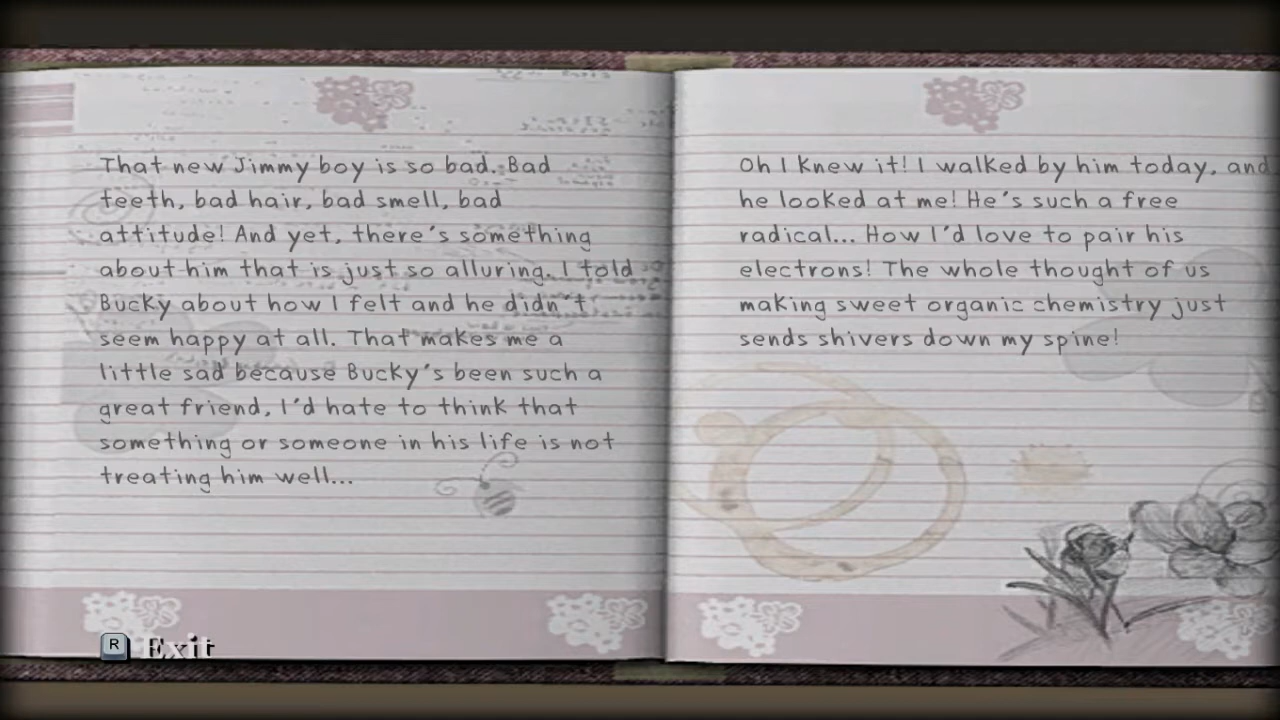 That new Jimmy boy is so bad. Bad
teeth, bad hair, bad smell, bad
attitude! And yet, there's something
about him that is just so alluring. I told
Bucky about how I felt and he didn't
seem happy at all. That makes me a
little sad because Bucky's been such a
great friend, I'd hate to think that
something or someone in his life is not
treating him well...
Oh I knew it! I walked by him today, and
he looked at me! He's such a free
radical... How I'd love to pair his
electrons! The whole thought of us
making sweet organic chemistry just
sends shivers down my spine!
R Exit